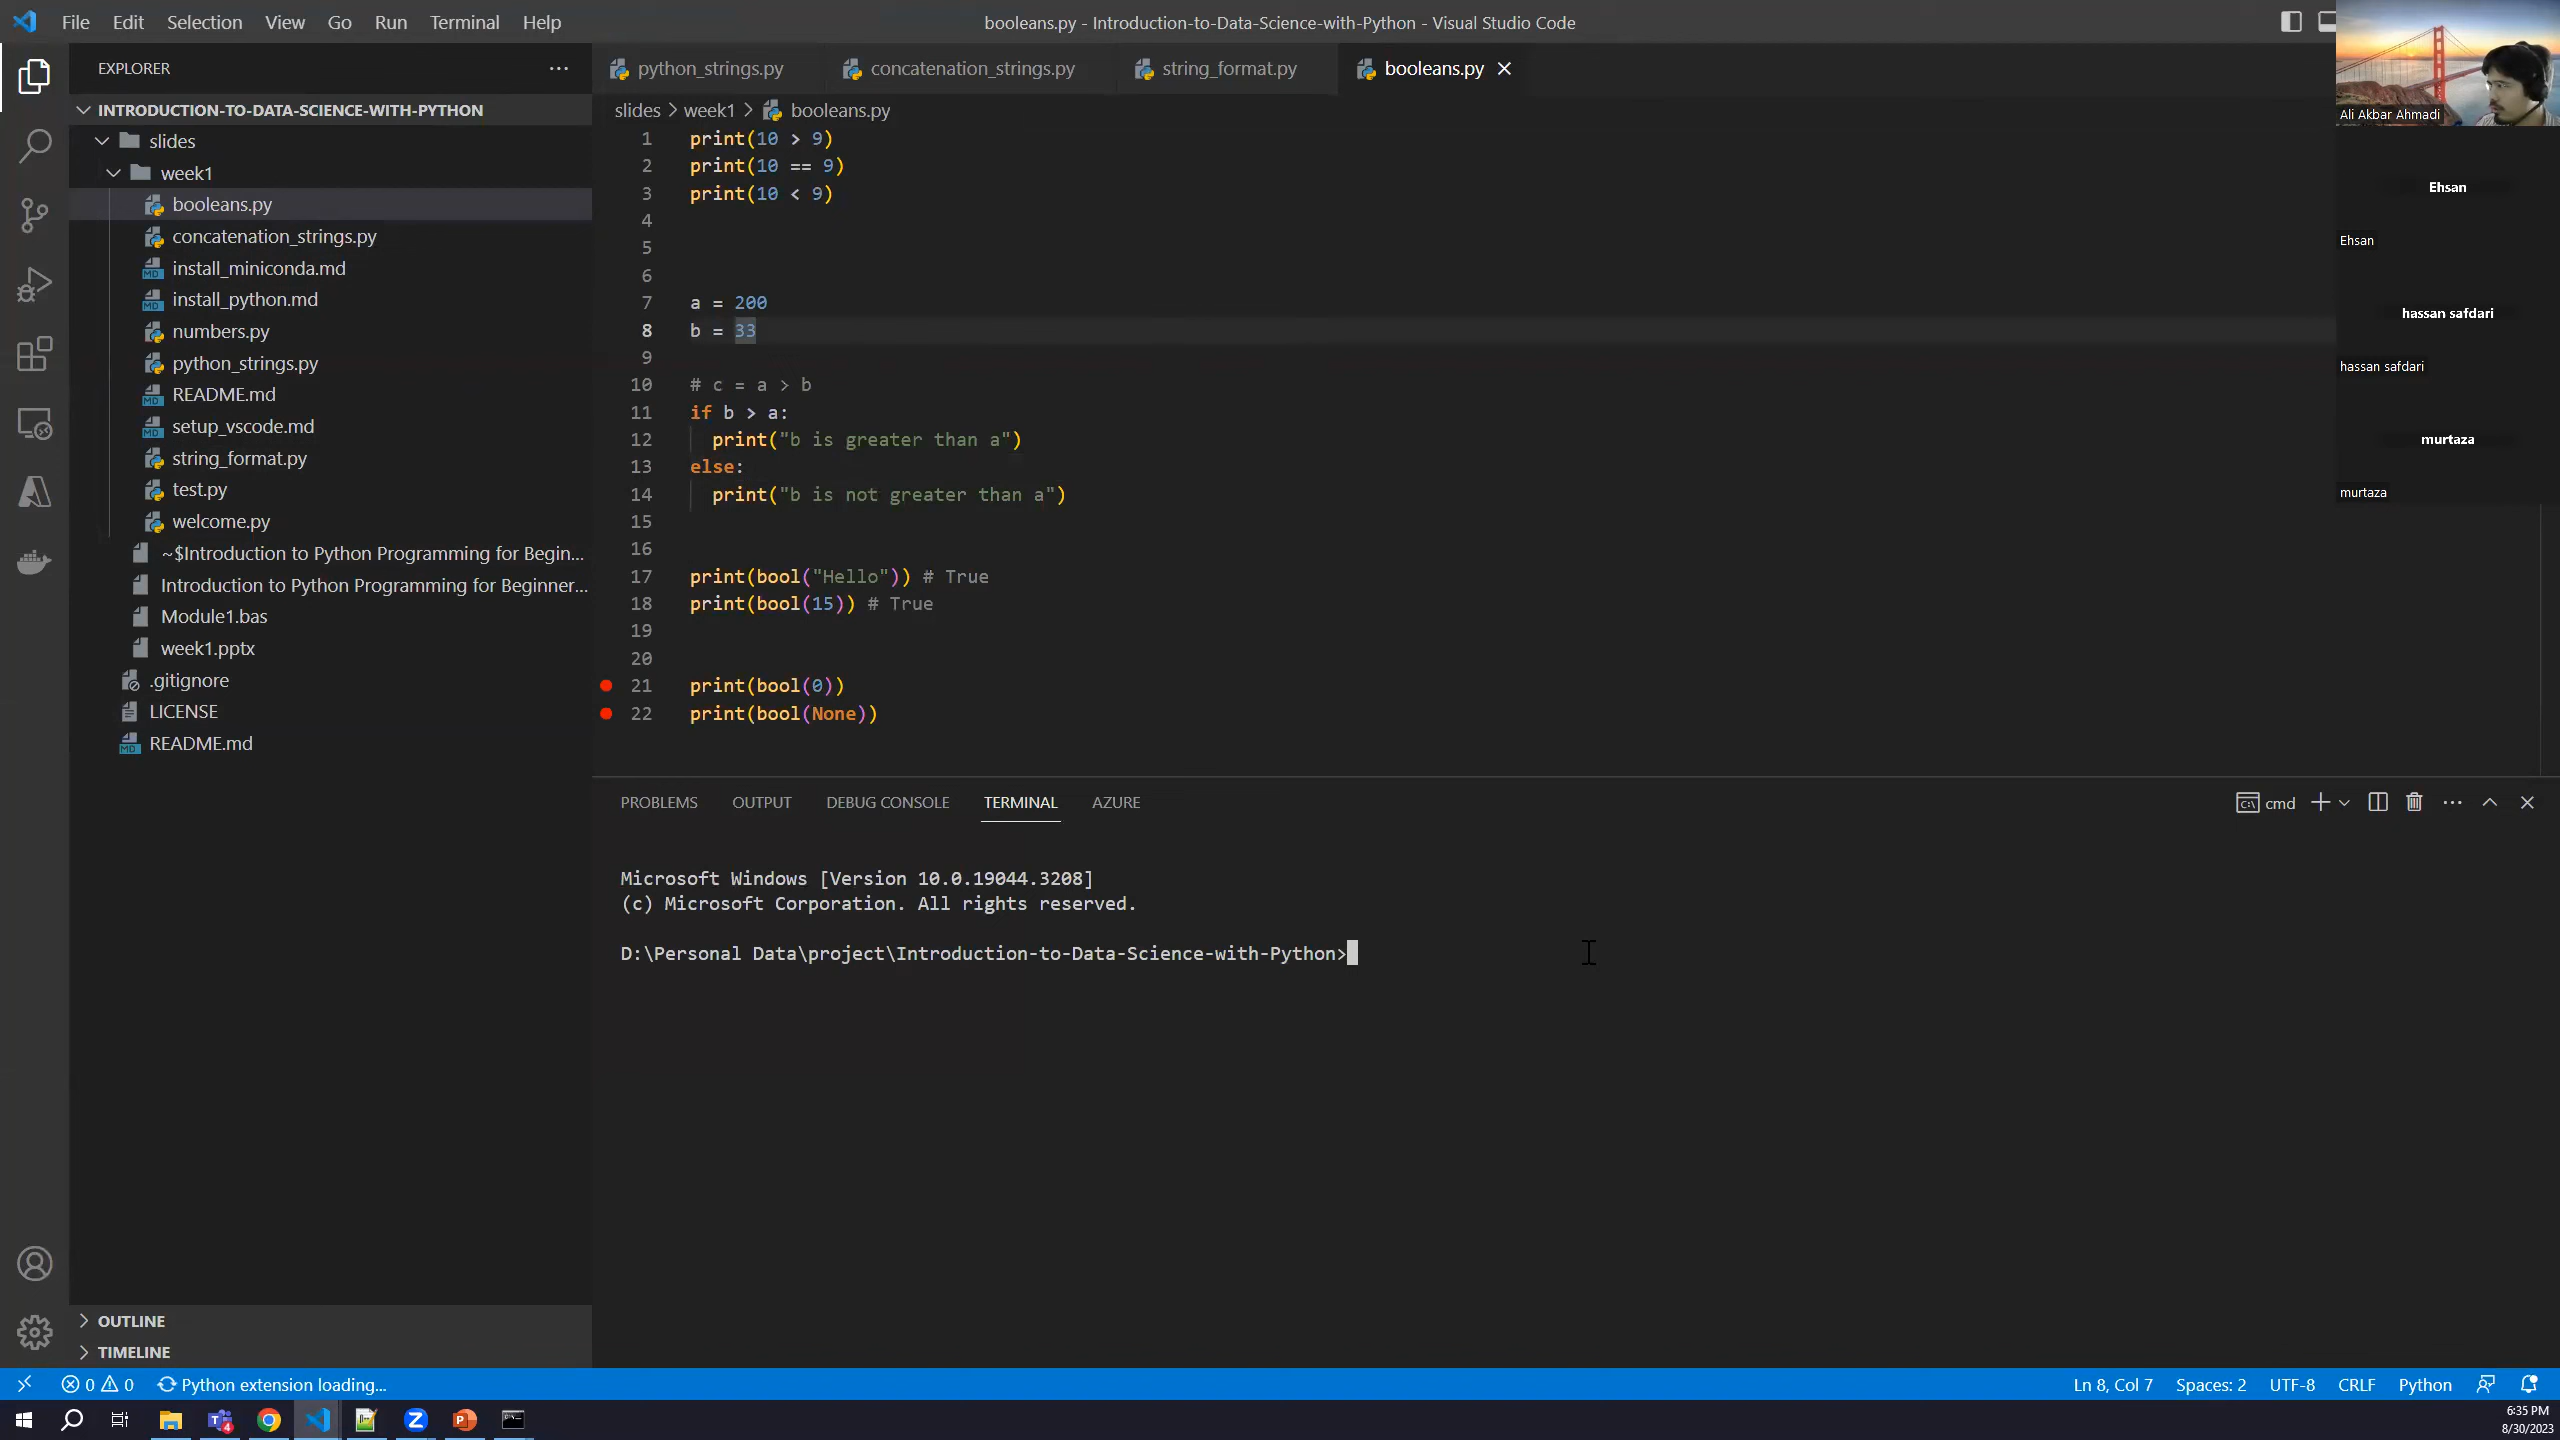 File Edit Selection View Go Run Terminal Help
booleans.py - Introduction-to-Data-Science-with-Python - Visual Studio Code
EXPLORER
INTRODUCTION-TO-DATA-SCIENCE-WITH-PYTHON
slides
week1
booleans.py
concatenation_strings.py
install_miniconda.md
install_python.md
numbers.py
python_strings.py
README.md
setup_vscode.md
string_format.py
test.py
welcome.py
~$Introduction to Python Programming for Begin...
Introduction to Python Programming for Beginner...
Module1.bas
week1.pptx
.gitignore
LICENSE
README.md
OUTLINE
TIMELINE
python_strings.py concatenation_strings.py string_format.py booleans.py
slides > week1 > booleans.py
1 print(10 > 9)
2 print(10 == 9)
3 print(10 < 9)
4
5
6
7 a = 200
8 b = 33
9
10 # c = a > b
11 if b > a:
12 print("b is greater than a")
13 else:
14 print("b is not greater than a")
15
16
17 print(bool("Hello")) # True
18 print(bool(15)) # True
19
20
21 print(bool(0))
22 print(bool(None))
PROBLEMS OUTPUT DEBUG CONSOLE TERMINAL AZURE
cmd
Microsoft Windows [Version 10.0.19044.3208]
(c) Microsoft Corporation. All rights reserved.
D:\Personal Data\project\Introduction-to-Data-Science-with-Python>
Ali Akbar Ahmadi
Ehsan
Ehsan
hassan safdari
hassan safdari
murtaza
murtaza
0 0 Python extension loading...
Ln 8, Col 7 Spaces: 2 UTF-8 CRLF Python
6:35 PM
8/30/2023